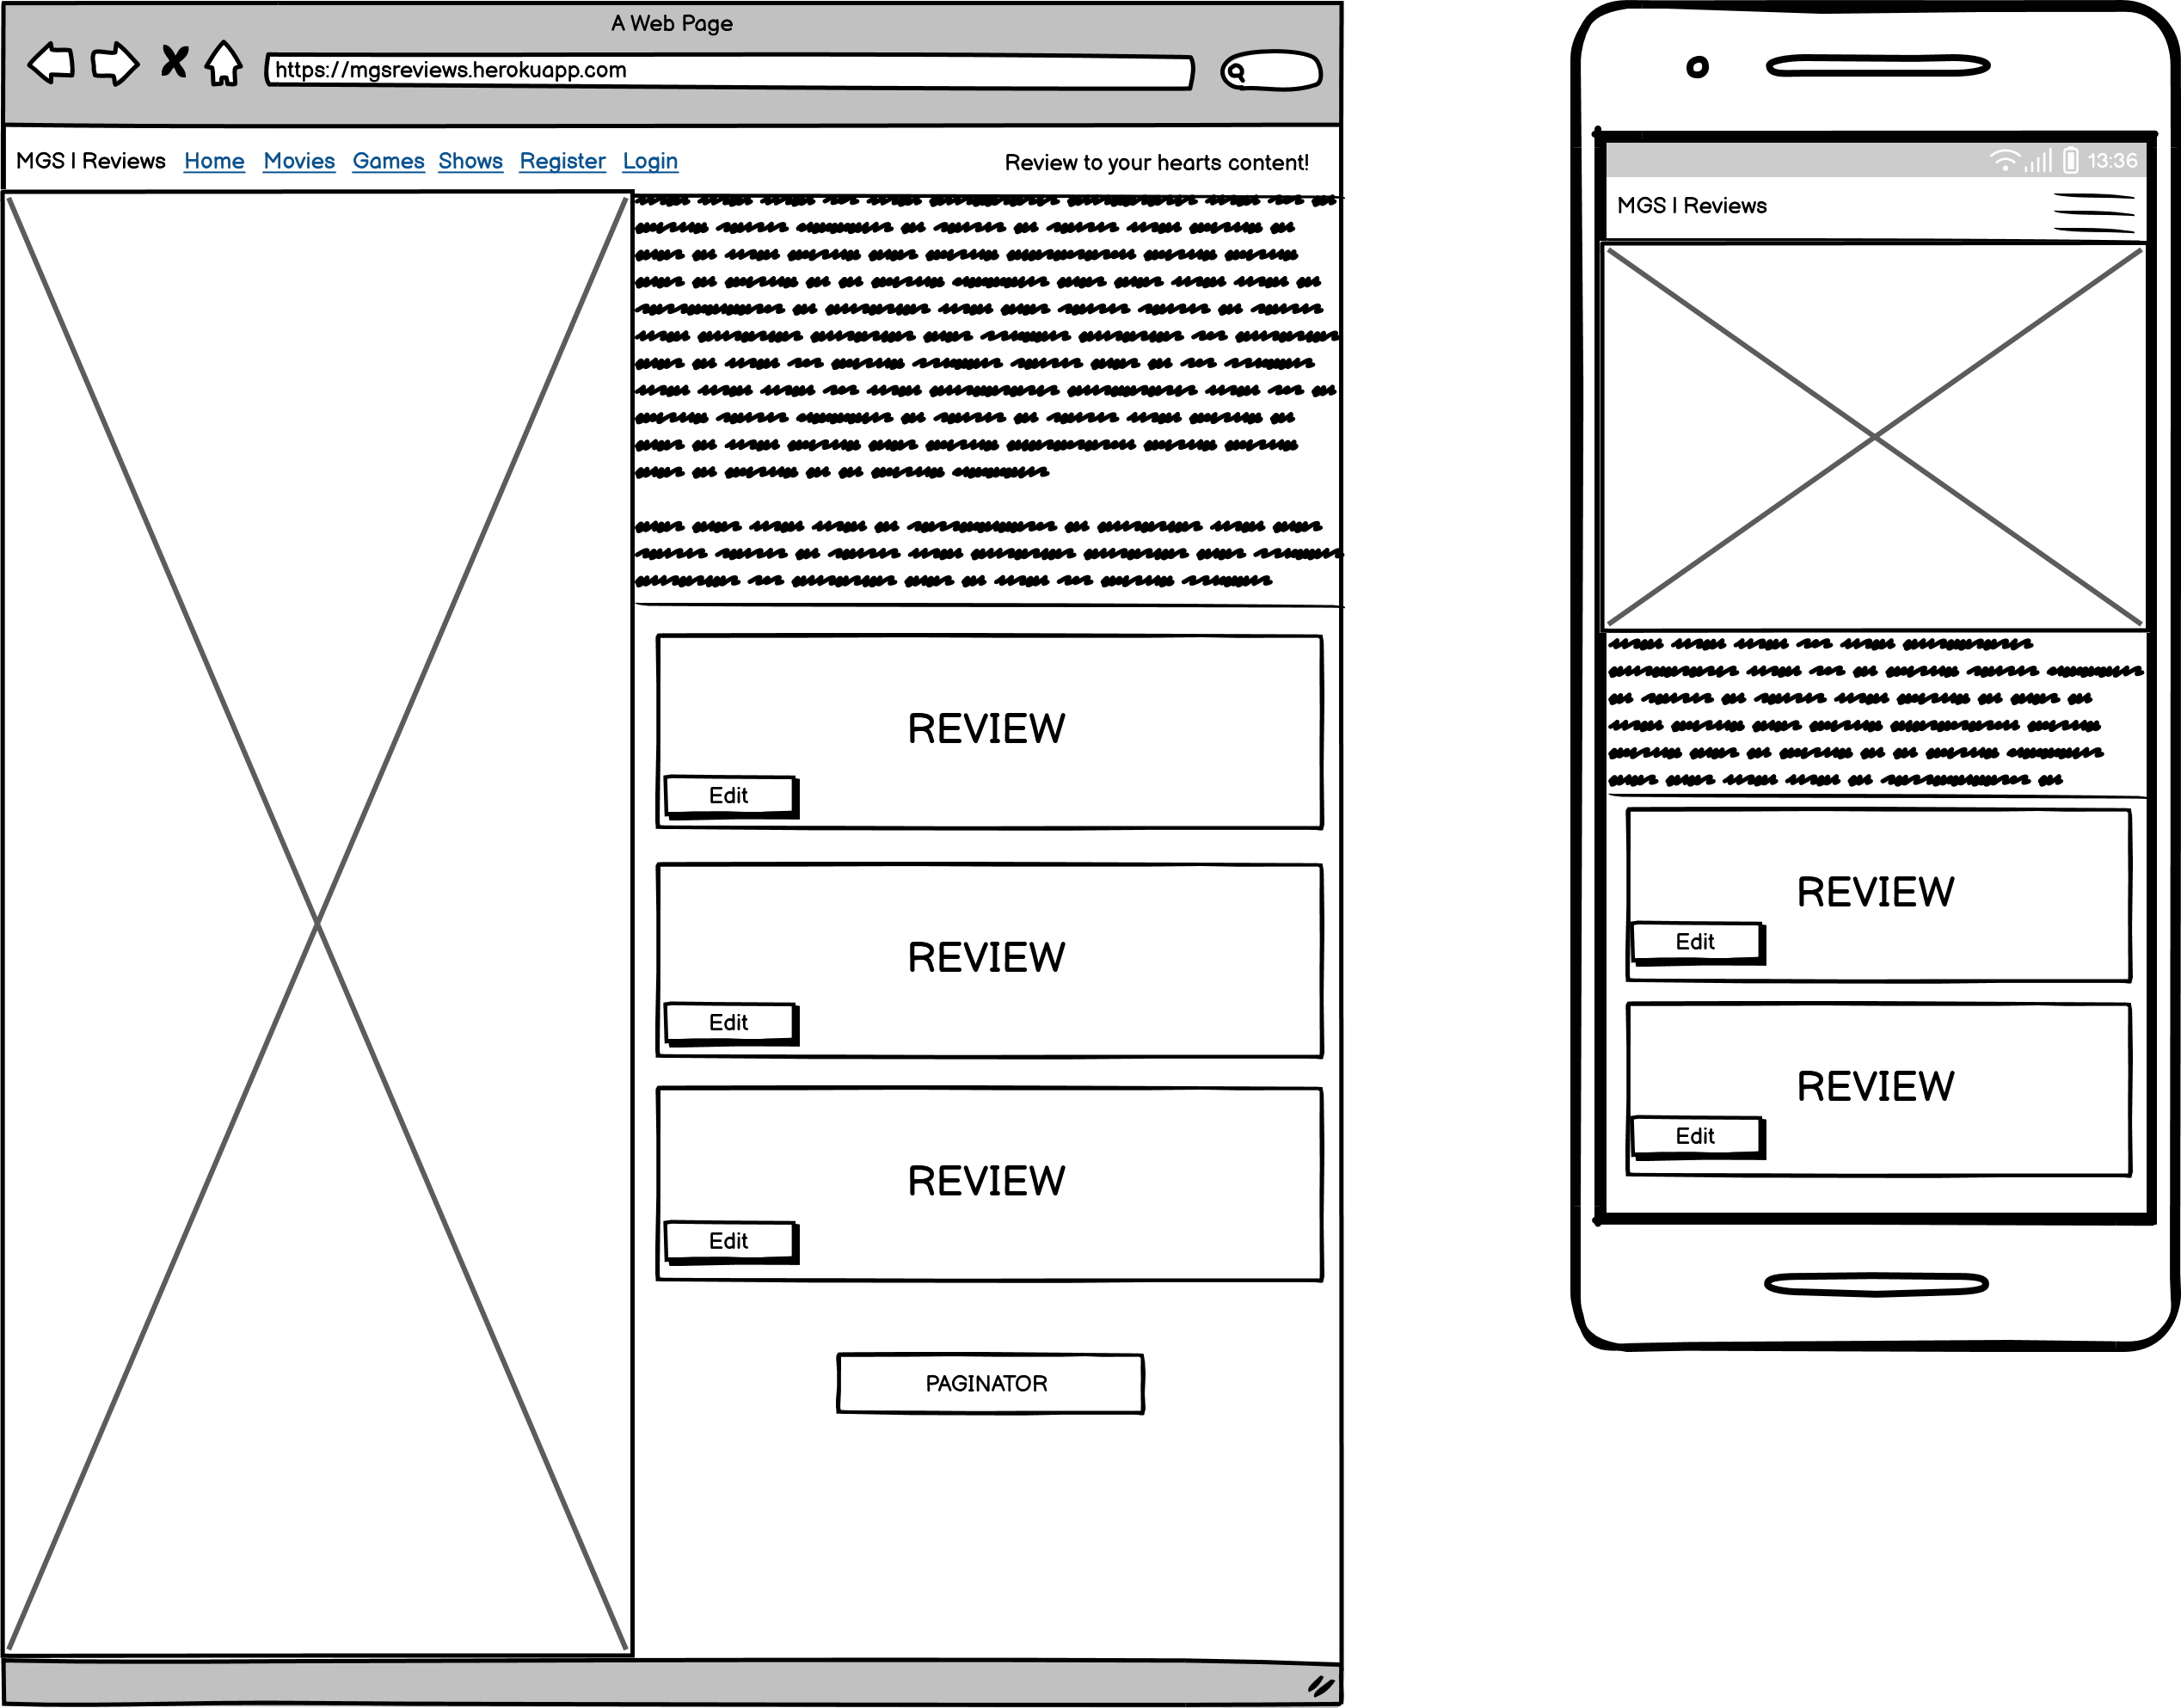 A Web Page
https://mgsreviews.herokuapp.com
MGS | Reviews Home Movies Games Shows Register Login Review to your hearts content!
REVIEW
Edit
REVIEW
Edit
REVIEW
Edit
PAGINATOR
13:36
MGS | Reviews
REVIEW
Edit
REVIEW
Edit